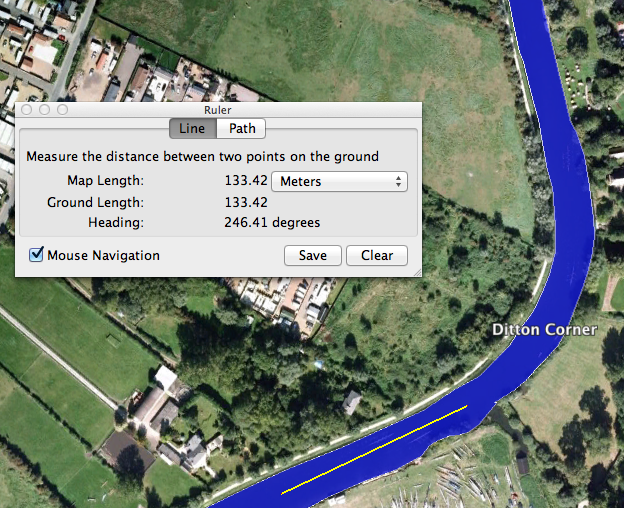 Ruler
Line Path
Measure the distance between two points on the ground
Map Length: 133.42 Meters
Ground Length: 133.42
Heading: 246.41 degrees
Mouse Navigation Save Clear
Ditton Corner